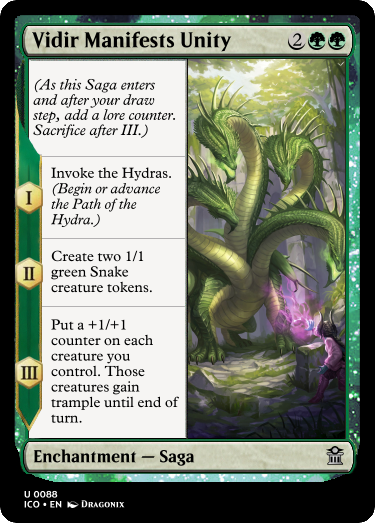 Vidir Manifests Unity 2
(As this Saga enters
and after your draw
step, add a lore counter.
Sacrifice after III.)
I
Invoke the Hydras.
(Begin or advance
the Path of the
Hydra.)
II
Create two 1/1
green Snake
creature tokens.
III
Put a +1/+1
counter on each
creature you
control. Those
creatures gain
trample until end of
turn.
Enchantment — Saga
U 0088
ICO • EN Dragonix